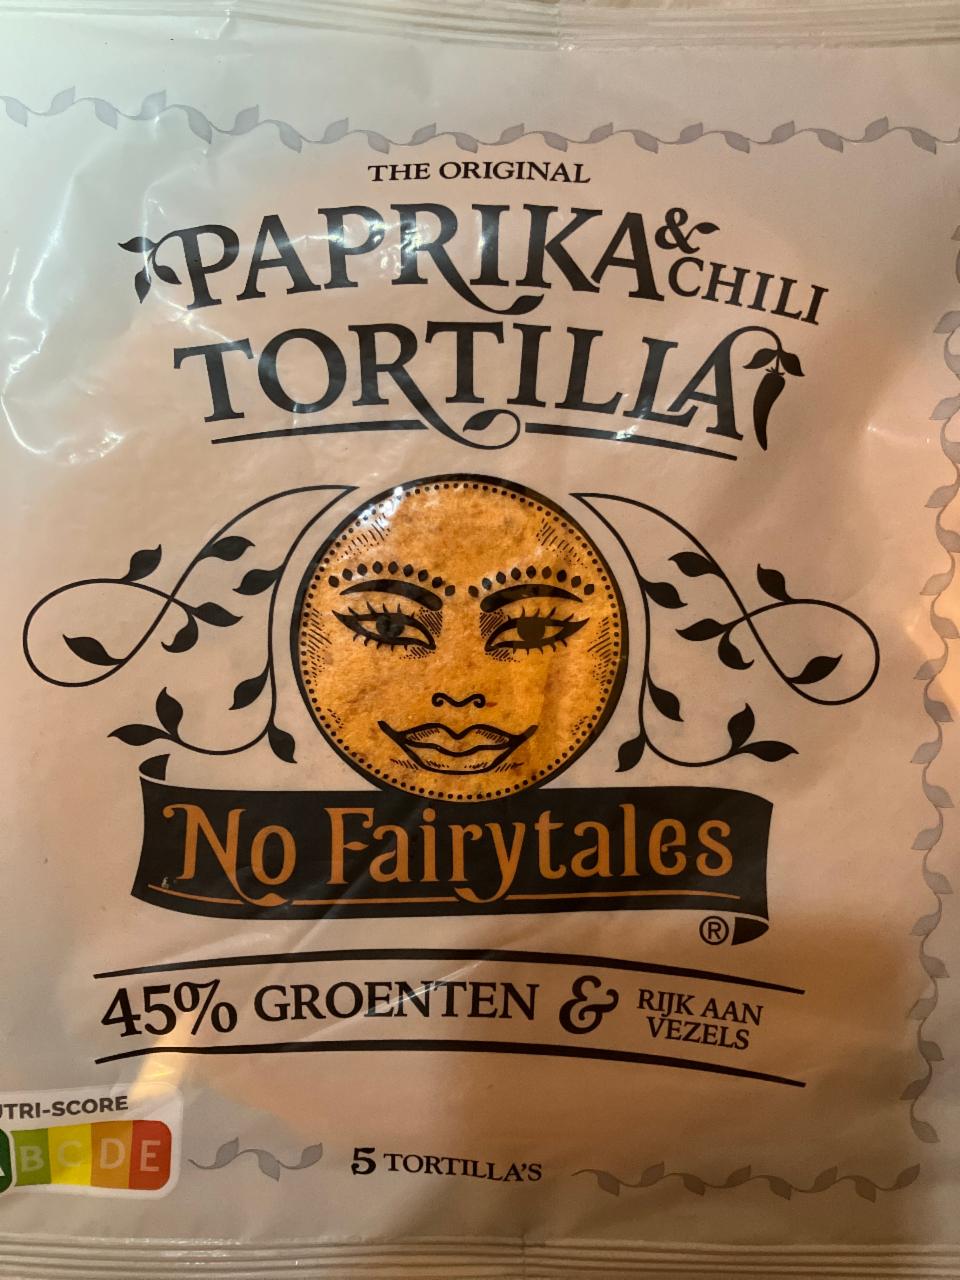 THE ORIGINAL
PAPRIKA &
CHILI
TORTILLA
No Fairytales
®
45% GROENTEN & RIJK AAN
VEZELS
UTRI-SCORE
A B C D E
5 TORTILLA'S